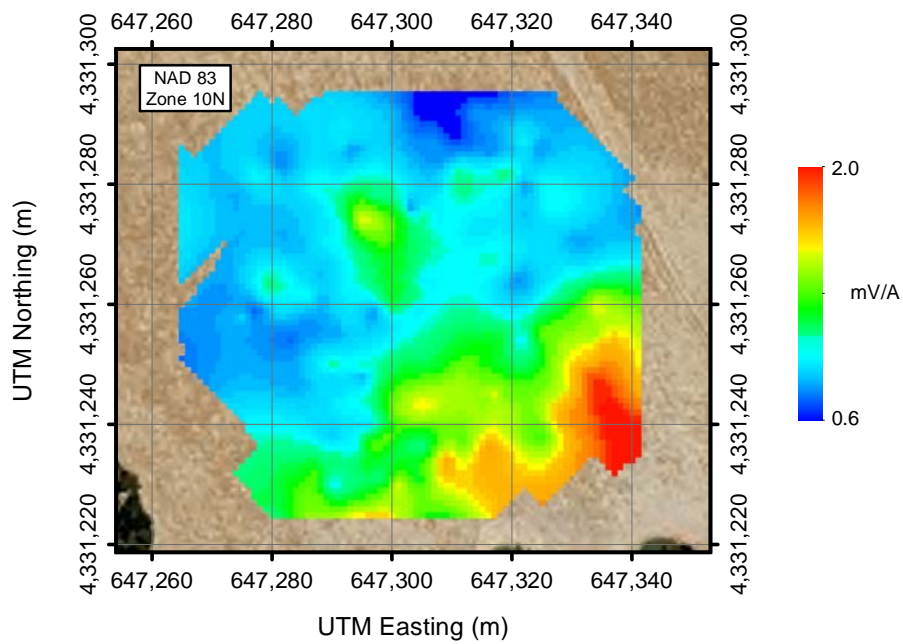 647,260 647,280 647,300 647,320 647,340
4,331,300
4,331,280
4,331,260
4,331,240
4,331,220
UTM Northing (m)
NAD 83
Zone 10N
4,331,300
4,331,280
4,331,260
4,331,240
4,331,220
2.0
mV/A
0.6
647,260 647,280 647,300 647,320 647,340
UTM Easting (m)